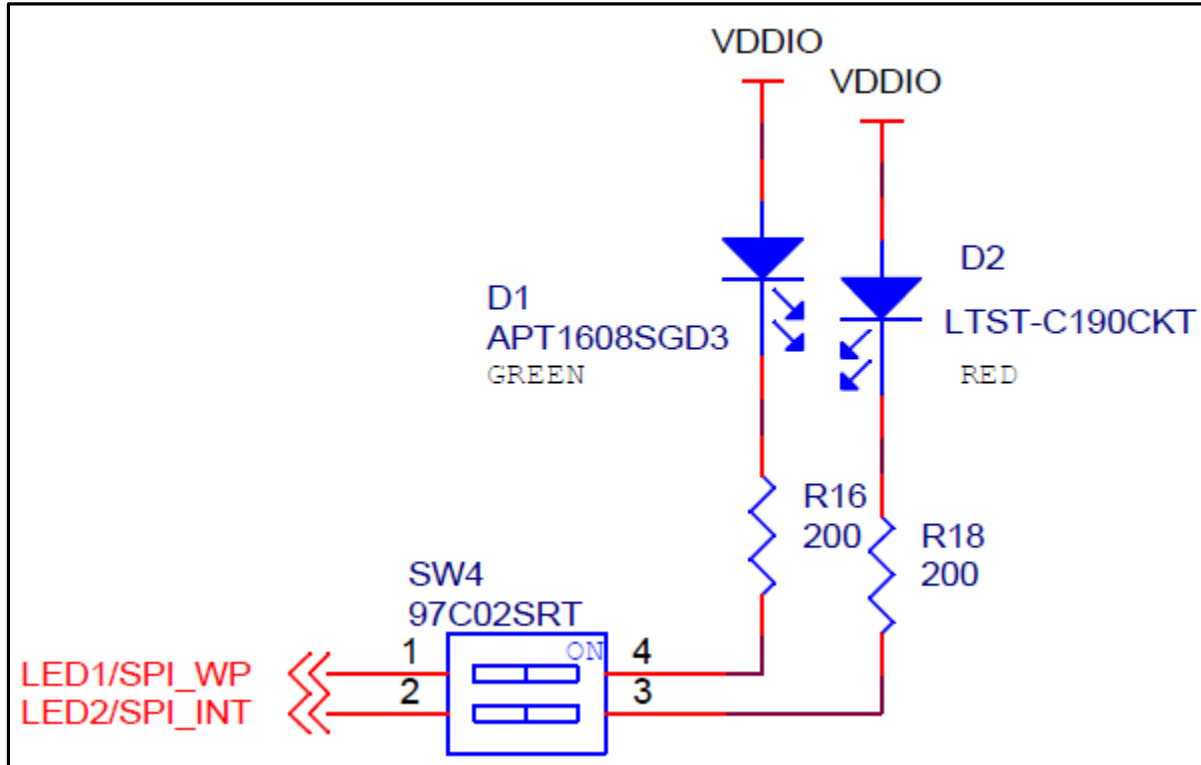 VDDIO
VDDIO
D1
APT1608SGD3
GREEN
D2
LTST-C190CKT
RED
R16
200
R18
200
SW4
97C02SRT
ON
LED1/SPI_WP
1
4
LED2/SPI_INT
2
3